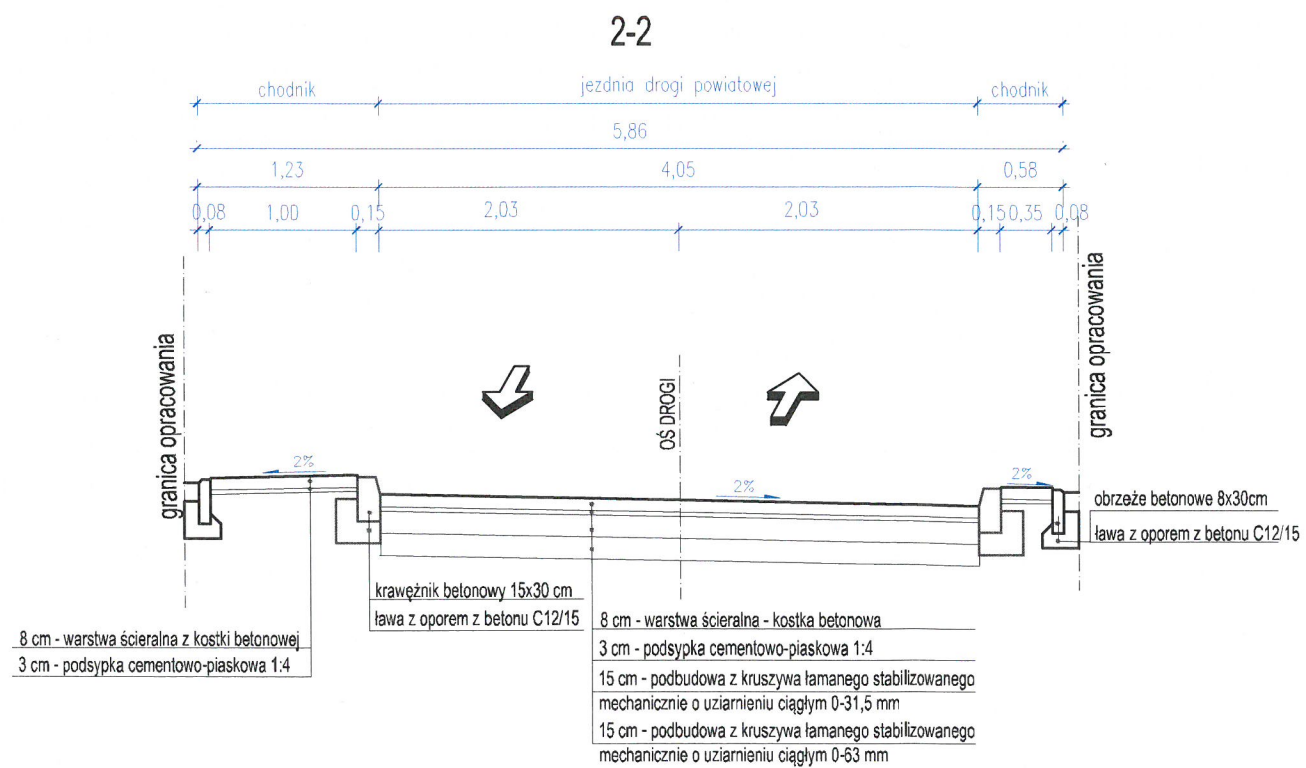 2-2
chodnik
jezdnia drogi powiatowej
chodnik
5,86
1,23
4,05
0,58
0,08
1,00
0,15
2,03
2,03
0,15
0,35
0,08
granica opracowania
OŚ DROGI
granica opracowania
2%
2%
2%
obrzeże betonowe 8x30cm
ława z oporem z betonu C12/15
krawężnik betonowy 15x30 cm
ława z oporem z betonu C12/15
8 cm - warstwa ścieralna z kostki betonowej
3 cm - podsypka cementowo-piaskowa 1:4
8 cm - warstwa ścieralna - kostka betonowa
3 cm - podsypka cementowo-piaskowa 1:4
15 cm - podbudowa z kruszywa łamanego stabilizowanego
mechanicznie o uziarnieniu ciągłym 0-31,5 mm
15 cm - podbudowa z kruszywa łamanego stabilizowanego
mechanicznie o uziarnieniu ciągłym 0-63 mm